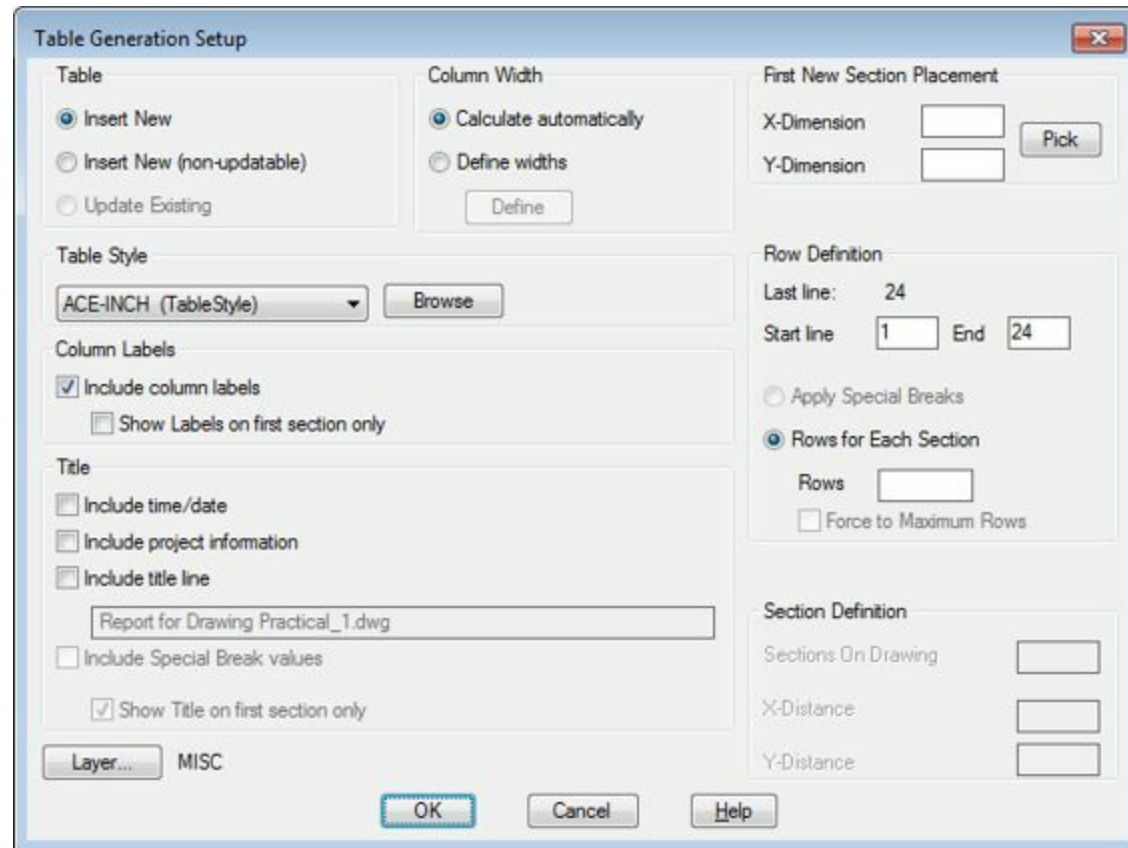 Table Generation Setup
Table
Insert New
Insert New (non-updatable)
Update Existing
Column Width
Calculate automatically
Define widths
Define
First New Section Placement
X-Dimension
Y-Dimension
Pick
Table Style
ACE-INCH (TableStyle)
Browse
Column Labels
Include column labels
Show Labels on first section only
Title
Include time/date
Include project information
Include title line
Report for Drawing Practical_1.dwg
Include Special Break values
Show Title on first section only
Row Definition
Last line: 24
Start line 1 End 24
Apply Special Breaks
Rows for Each Section
Rows
Force to Maximum Rows
Section Definition
Sections On Drawing
X-Distance
Y-Distance
Layer... MISC
OK Cancel Help